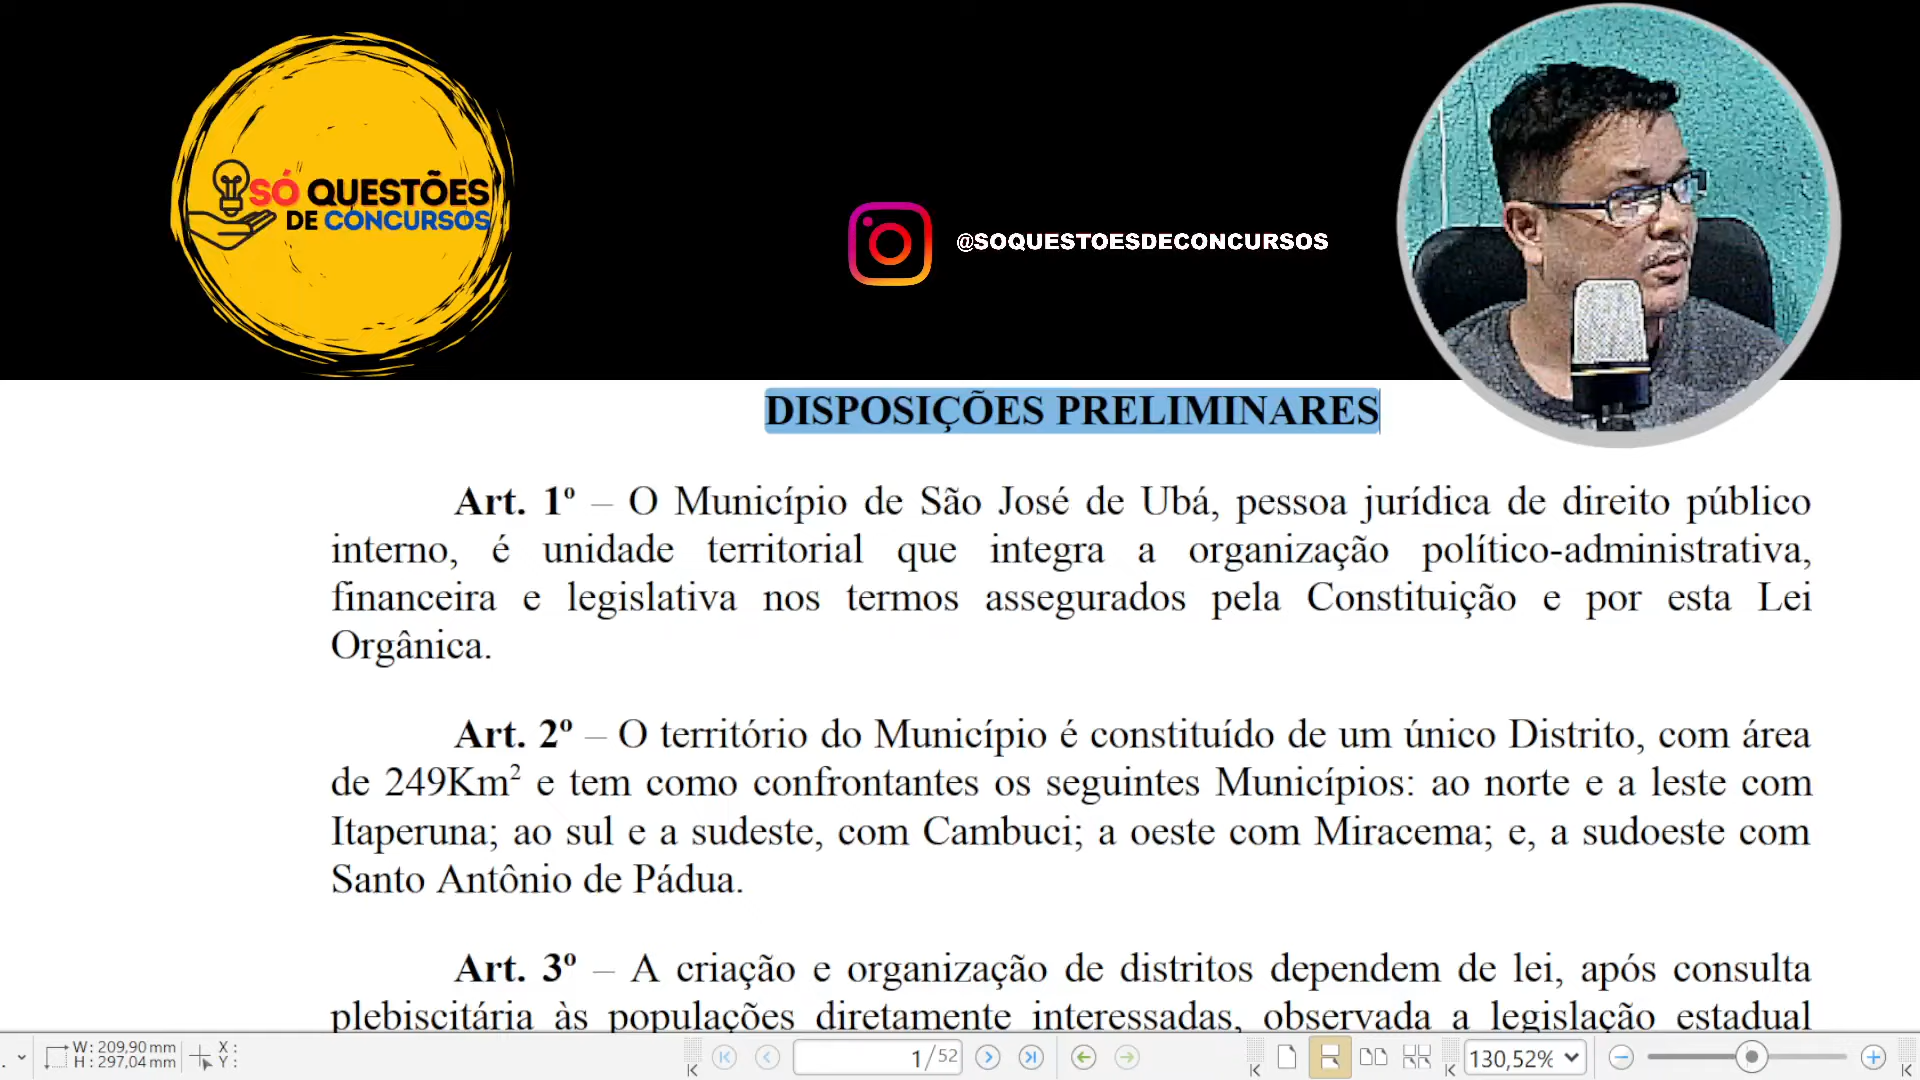 SÓ QUESTÕES
DE CONCURSOS
@SOQUESTOESDECONCURSOS
DISPOSIÇÕES PRELIMINARES
Art. 1º – O Município de São José de Ubá, pessoa jurídica de direito público
interno, é unidade territorial que integra a organização político-administrativa,
financeira e legislativa nos termos assegurados pela Constituição e por esta Lei
Orgânica.
Art. 2º – O território do Município é constituído de um único Distrito, com área
de 249Km² e tem como confrontantes os seguintes Municípios: ao norte e a leste com
Itaperuna; ao sul e a sudeste, com Cambuci; a oeste com Miracema; e, a sudoeste com
Santo Antônio de Pádua.
Art. 3º – A criação e organização de distritos dependem de lei, após consulta
plebiscitária às populações diretamente interessadas, observada a legislação estadual
W: 209,90 mm
H: 297,04 mm
X :
Y :
1 / 52
130,52%